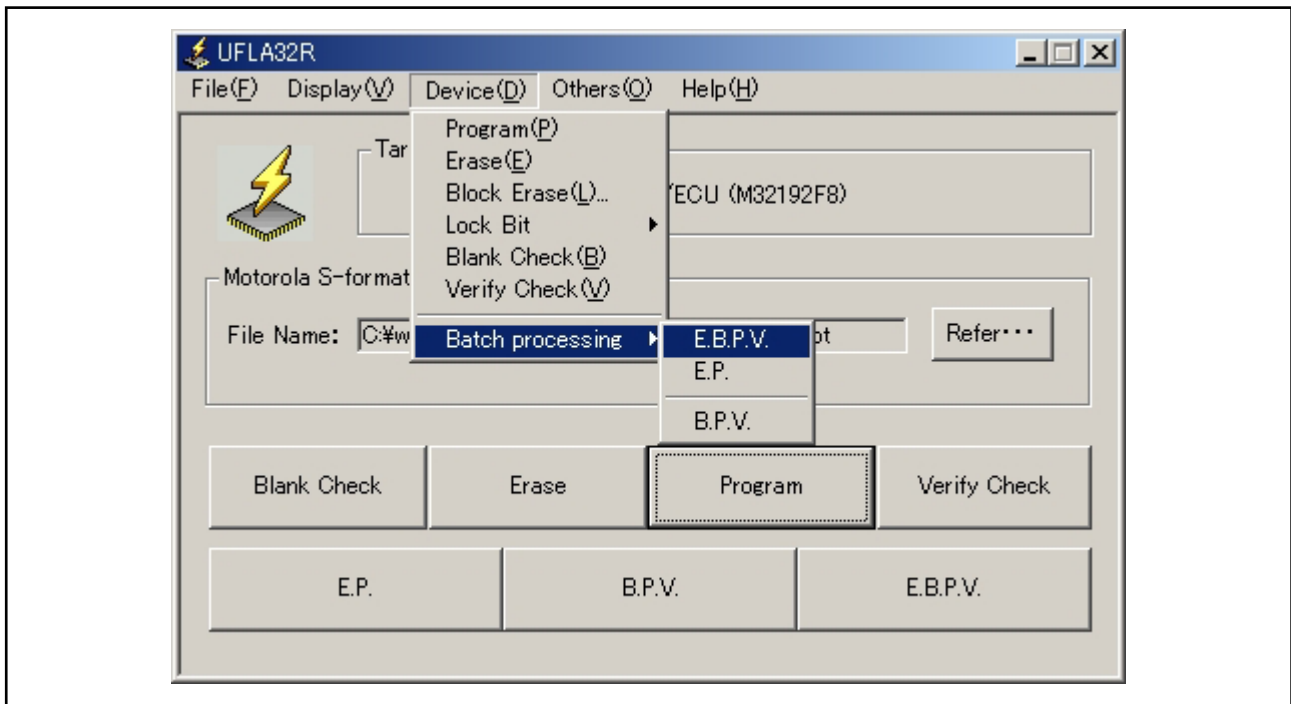 UFLA32R
File(F) Display(V) Device(D) Others(O) Help(H)
Program(P)
Erase(E)
Block Erase(L)...
Lock Bit
Blank Check(B)
Verify Check(V)
Batch processing
E.B.P.V.
E.P.
B.P.V.
Tar
ECU (M32192F8)
Motorola S-format
File Name: C:¥w
Refer･･･
Blank Check Erase Program Verify Check
E.P. B.P.V. E.B.P.V.